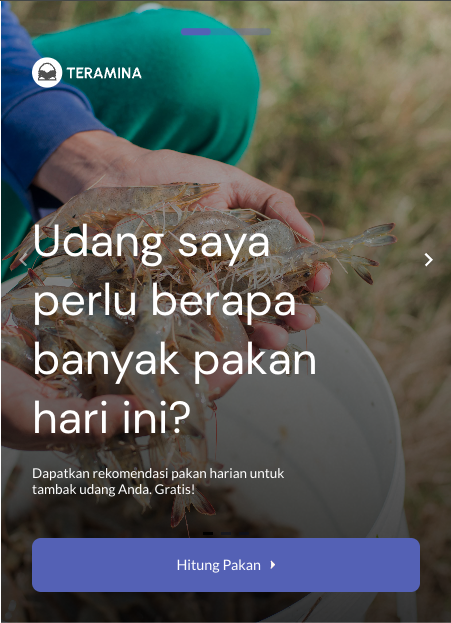 TERAMINA
Udang saya
perlu berapa
banyak pakan
hari ini?
Dapatkan rekomendasi pakan harian untuk
tambak udang Anda. Gratis!
Hitung Pakan